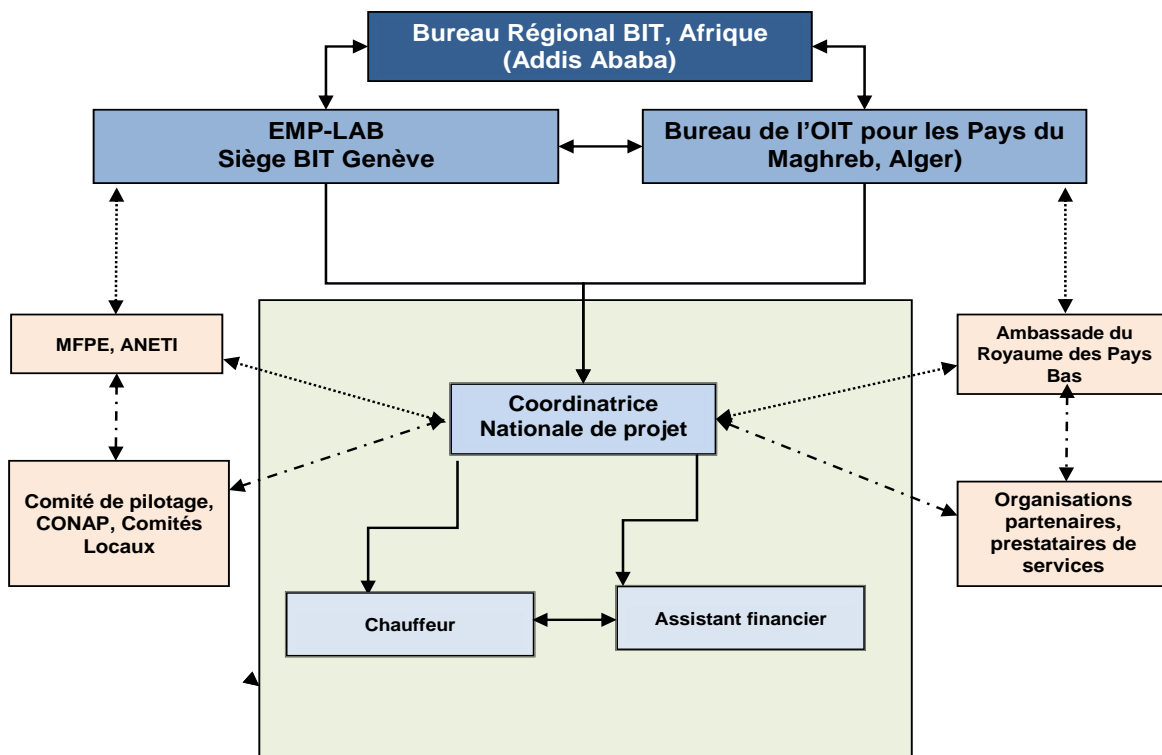 Bureau Régional BIT, Afrique
(Addis Ababa)
EMP-LAB
Siège BIT Genève
Bureau de l’OIT pour les Pays du
Maghreb, Alger)
MFPE, ANETI
Ambassade du
Royaume des Pays
Bas
Coordinatrice
Nationale de projet
Comité de pilotage,
CONAP, Comités
Locaux
Organisations
partenaires,
prestataires de
services
Chauffeur
Assistant financier